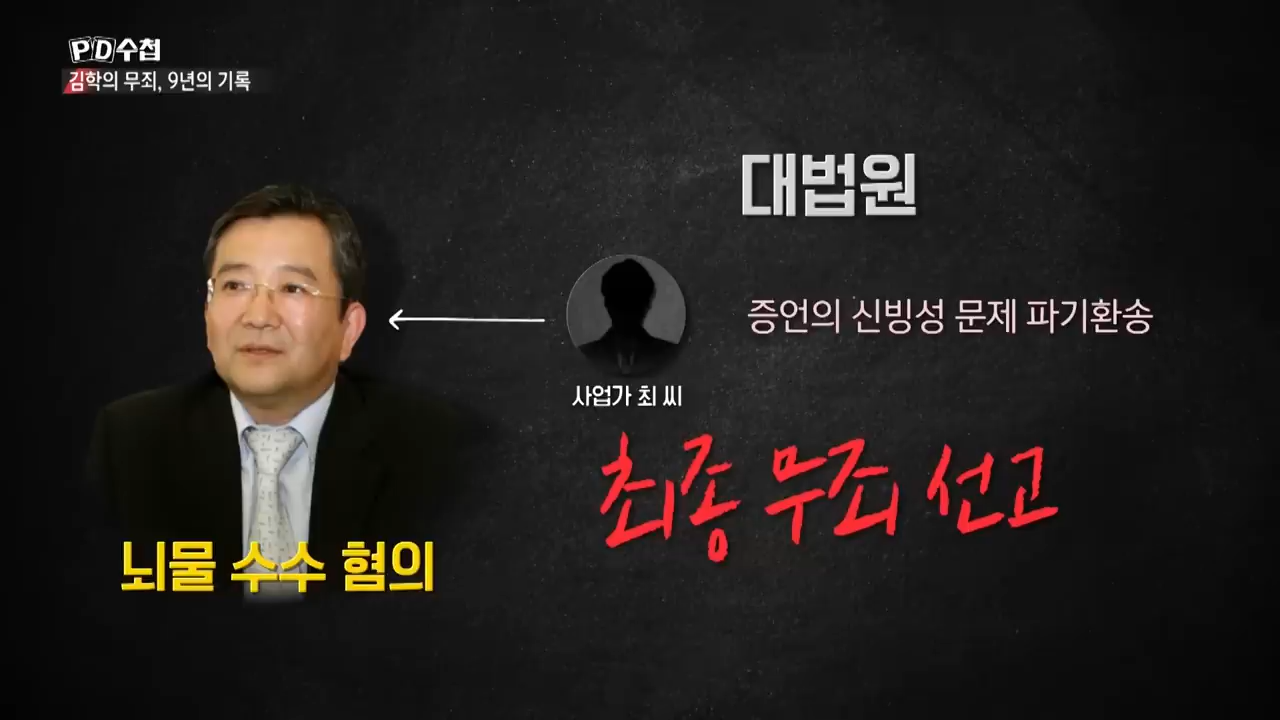 PD수첩
김학의 무죄, 9년의 기록
대법원
증언의 신빙성 문제 파기환송
사업가 최 씨
최종 무죄 선고
뇌물 수수 혐의